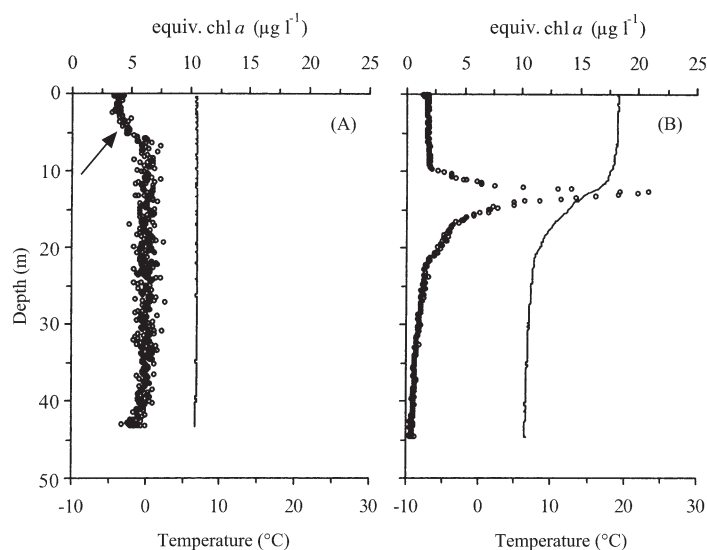 equiv. chl a (µg l⁻¹) equiv. chl a (µg l⁻¹)
0 5 10 15 20 25 0 5 10 15 20 25
0
(A) (B)
10
20
Depth (m)
30
40
50
-10 0 10 20 30 -10 0 10 20 30
Temperature (°C) Temperature (°C)